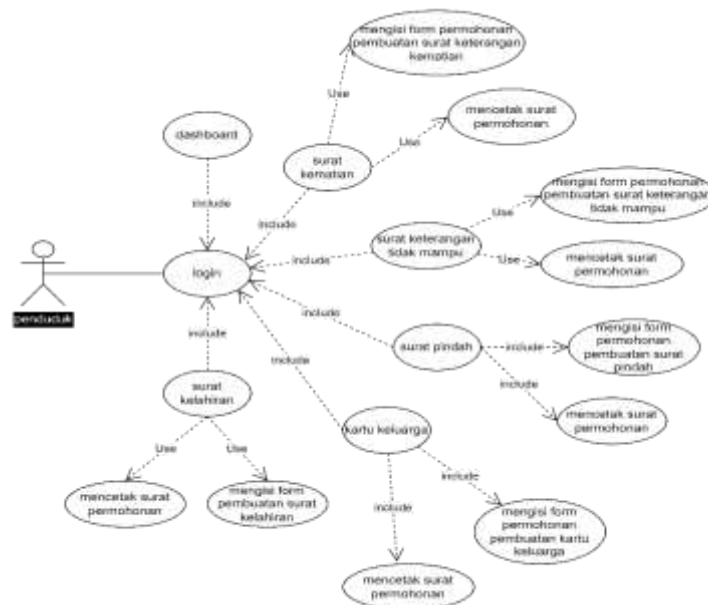 mengisi form permohonan
pembuatan surat keterangan
kematian
Use
mencetak surat
permohonan
Use
dashboard
surat
kematian
include
include
mengisi form permohonan
pembuatan surat keterangan
tidak mampu
Use
surat keterangan
tidak mampu
include
Use
mencetak surat
permohonan
login
penduduk
include
include
surat pindah
include
mengisi form
permohonan
pembuatan surat
pindah
include
mencetak surat
permohonan
include
surat
kelahiran
kartu keluarga
Use
Use
mencetak surat
permohonan
mengisi form
pembuatan surat
kelahiran
include
include
mengisi form
permohonan
pembuatan kartu
keluarga
mencetak surat
permohonan